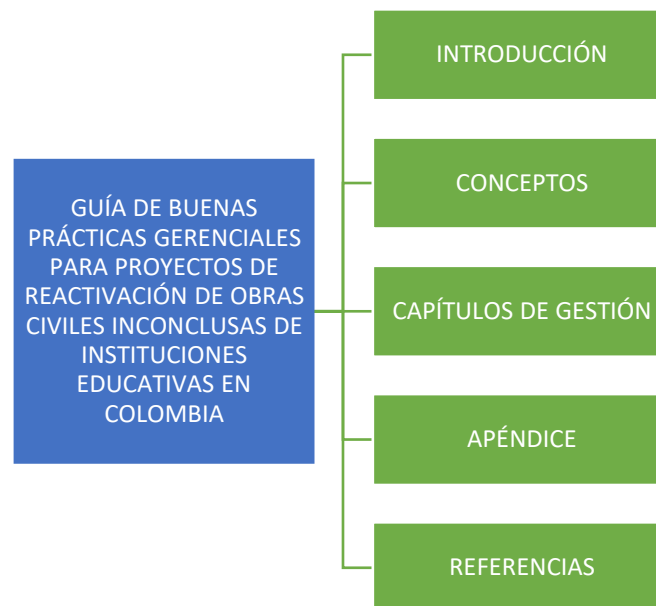 GUÍA DE BUENAS
PRÁCTICAS GERENCIALES
PARA PROYECTOS DE
REACTIVACIÓN DE OBRAS
CIVILES INCONCLUSAS DE
INSTITUCIONES
EDUCATIVAS EN
COLOMBIA
INTRODUCCIÓN
CONCEPTOS
CAPÍTULOS DE GESTIÓN
APÉNDICE
REFERENCIAS